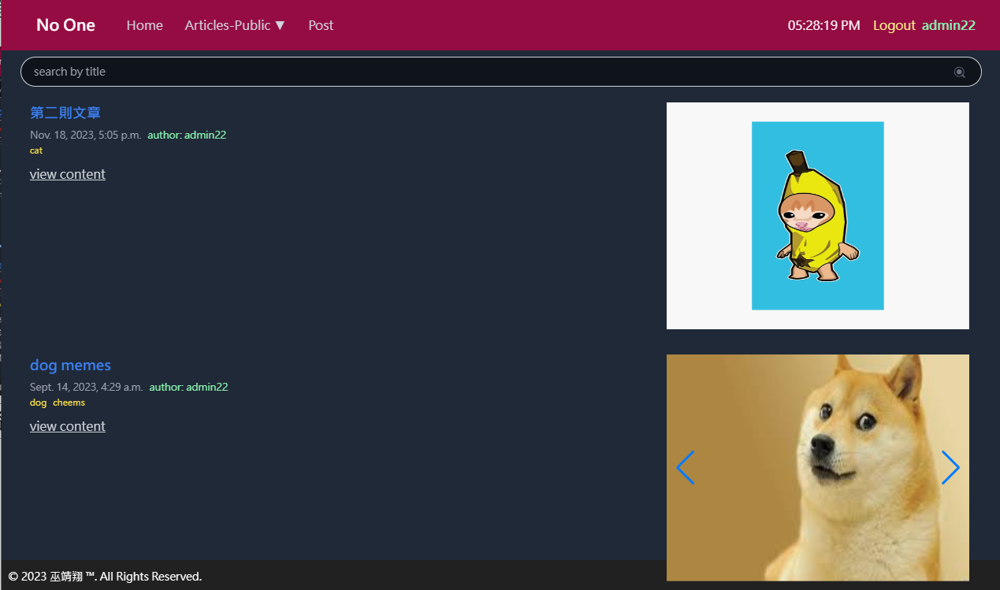 No One Home Articles-Public ▼ Post 05:28:19 PM Logout admin22
search by title
第二則文章
Nov. 18, 2023, 5:05 p.m. author: admin22
cat
view content
dog memes
Sept. 14, 2023, 4:29 a.m. author: admin22
dog cheems
view content
© 2023 巫靖翔 ™. All Rights Reserved.